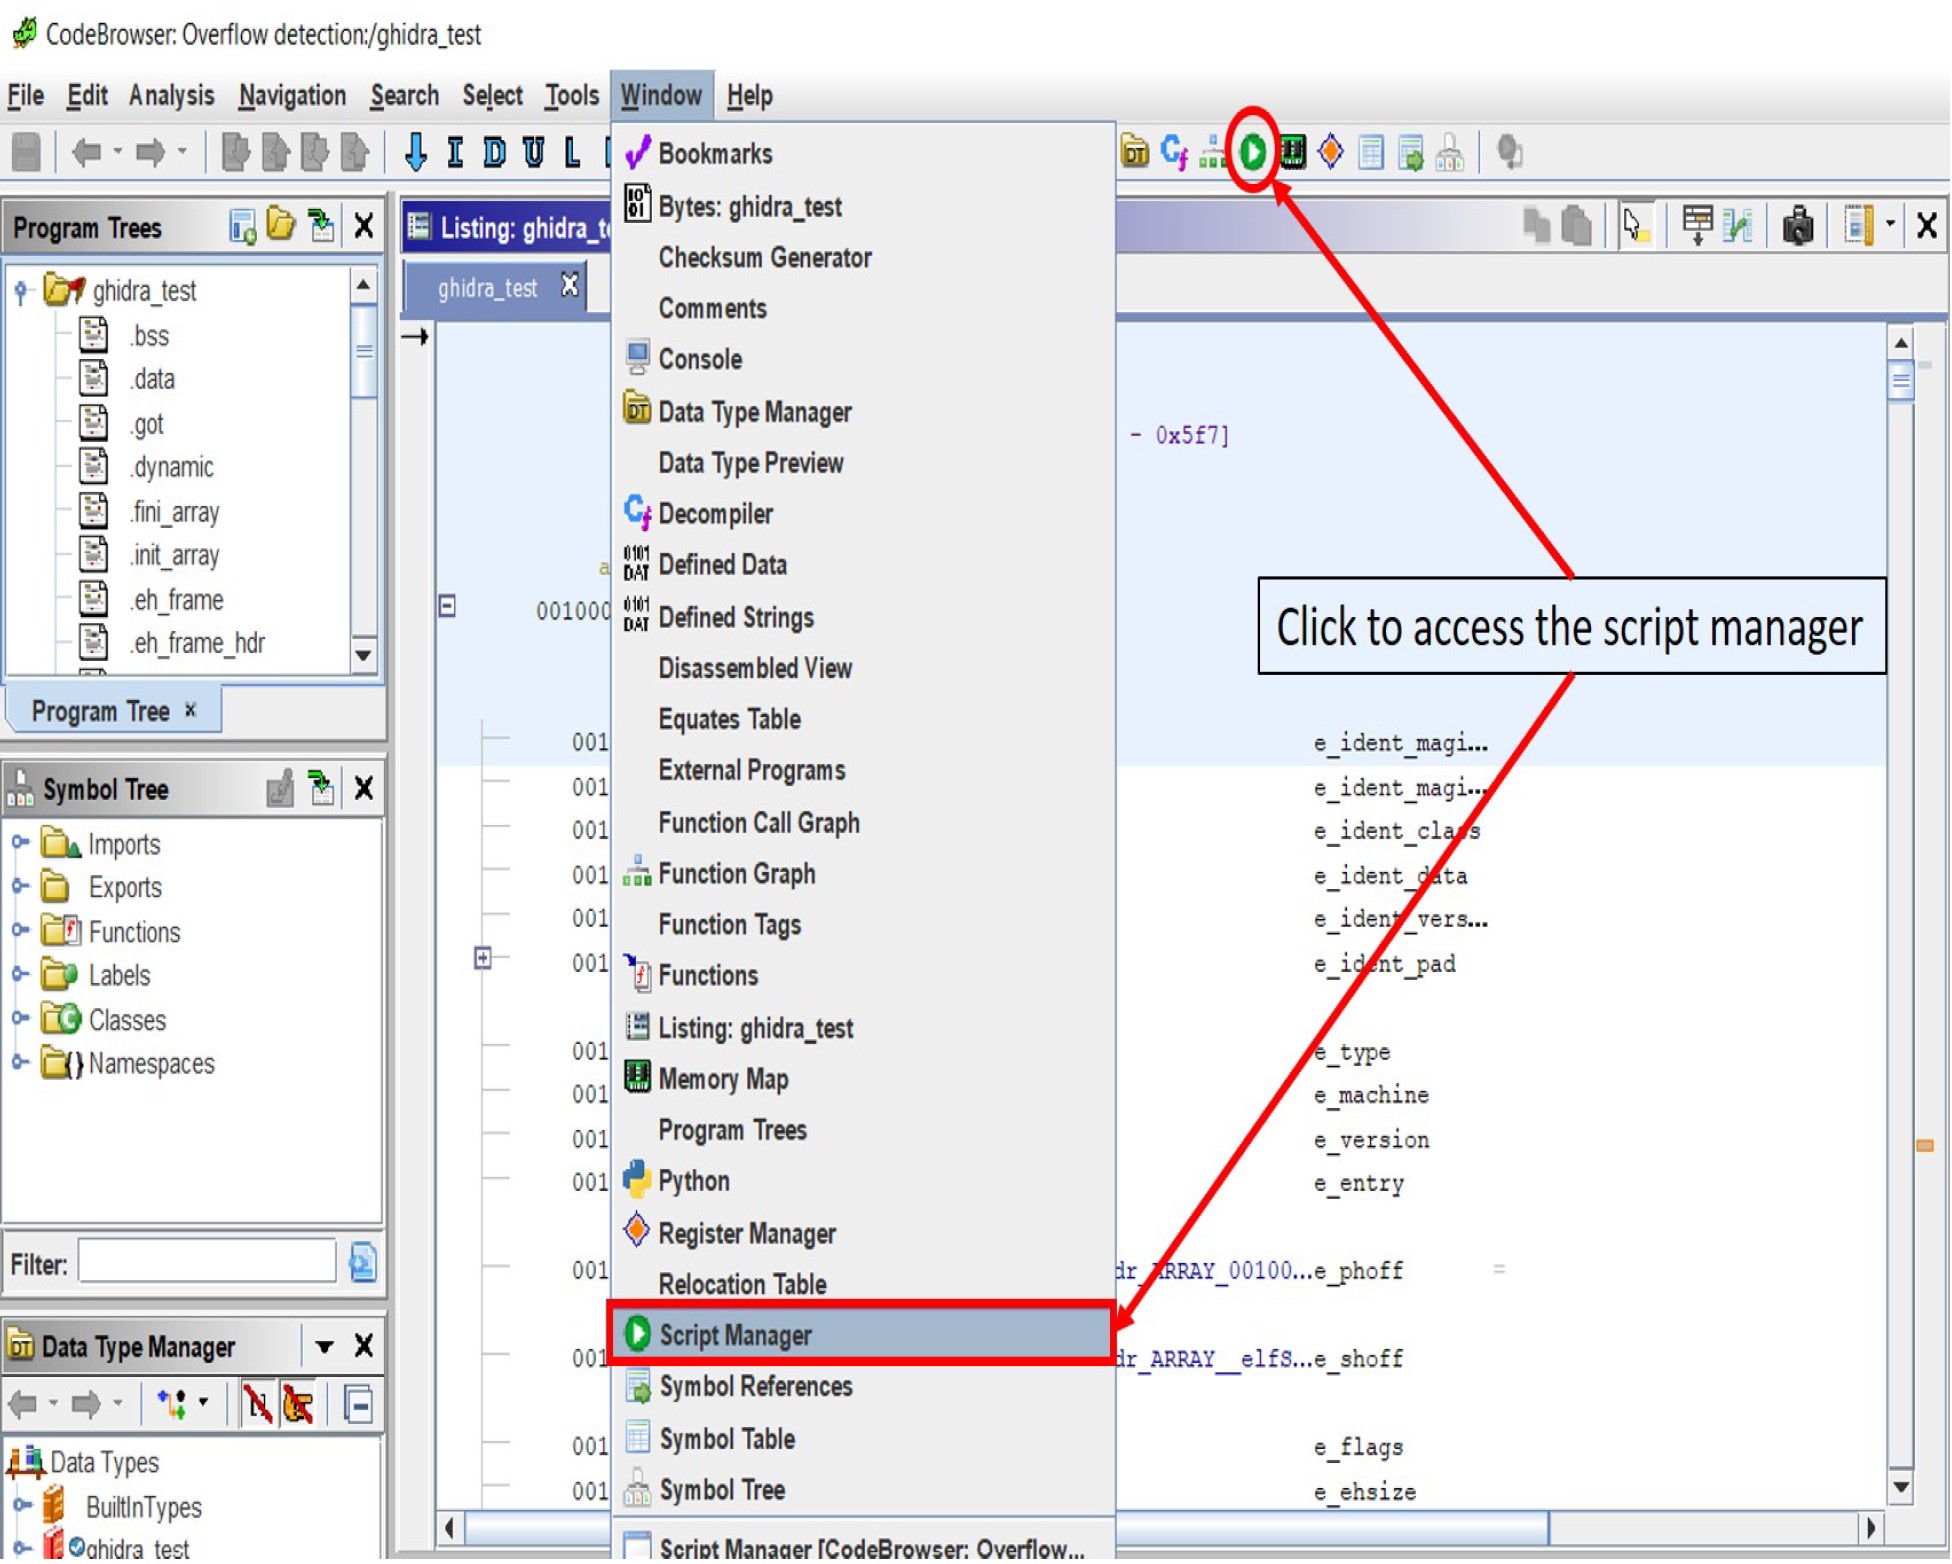 CodeBrowser: Overflow detection:/ghidra_test
File Edit Analysis Navigation Search Select Tools Window Help
I D U L
Program Trees
ghidra_test
.bss
.data
.got
.dynamic
.fini_array
.init_array
.eh_frame
.eh_frame_hdr
Program Tree
Symbol Tree
Imports
Exports
Functions
Labels
Classes
Namespaces
Filter:
Data Type Manager
Data Types
BuiltInTypes
ghidra_test
Listing: ghidra_te
ghidra_test
a
001000
001
001
001
001
001
001
001
001
001
001
001
001
001
001
Bookmarks
Bytes: ghidra_test
Checksum Generator
Comments
Console
Data Type Manager
Data Type Preview
Decompiler
Defined Data
Defined Strings
Disassembled View
Equates Table
External Programs
Function Call Graph
Function Graph
Function Tags
Functions
Listing: ghidra_test
Memory Map
Program Trees
Python
Register Manager
Relocation Table
Script Manager
Symbol References
Symbol Table
Symbol Tree
Script Manager [CodeBrowser: Overflow...
- 0x5f7]
Click to access the script manager
e_ident_magi...
e_ident_magi...
e_ident_class
e_ident_data
e_ident_vers...
e_ident_pad
e_type
e_machine
e_version
e_entry
dr_ARRAY_00100...e_phoff =
dr_ARRAY__elfS...e_shoff
e_flags
e_ehsize